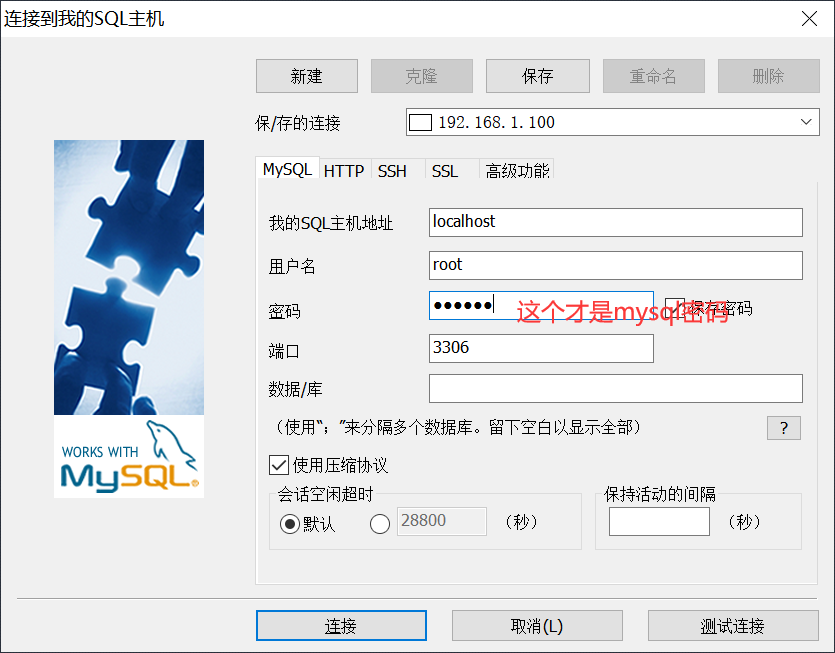 连接到我的SQL主机
新建 克隆 保存 重命名 删除
保/存的连接 192.168.1.100
MySQL HTTP SSH SSL 高级功能
我的SQL主机地址 localhost
用户名 root
密码 ●●●●●● 这个才是mysql密码 保存密码
端口 3306
数据/库
（使用“；”来分隔多个数据库。留下空白以显示全部） ?
使用压缩协议
会话空闲超时 保持活动的间隔
默认 28800 （秒） （秒）
WORKS WITH
MySQL®
连接 取消(L) 测试连接